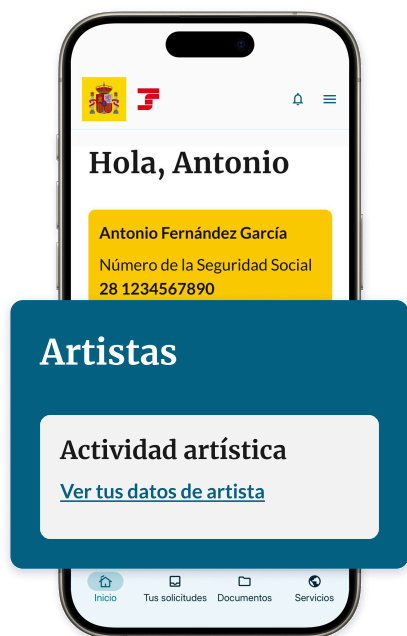 Hola, Antonio
Antonio Fernández García
Número de la Seguridad Social
28 1234567890
Artistas
Actividad artística
Ver tus datos de artista
Inicio
Tus solicitudes
Documentos
Servicios